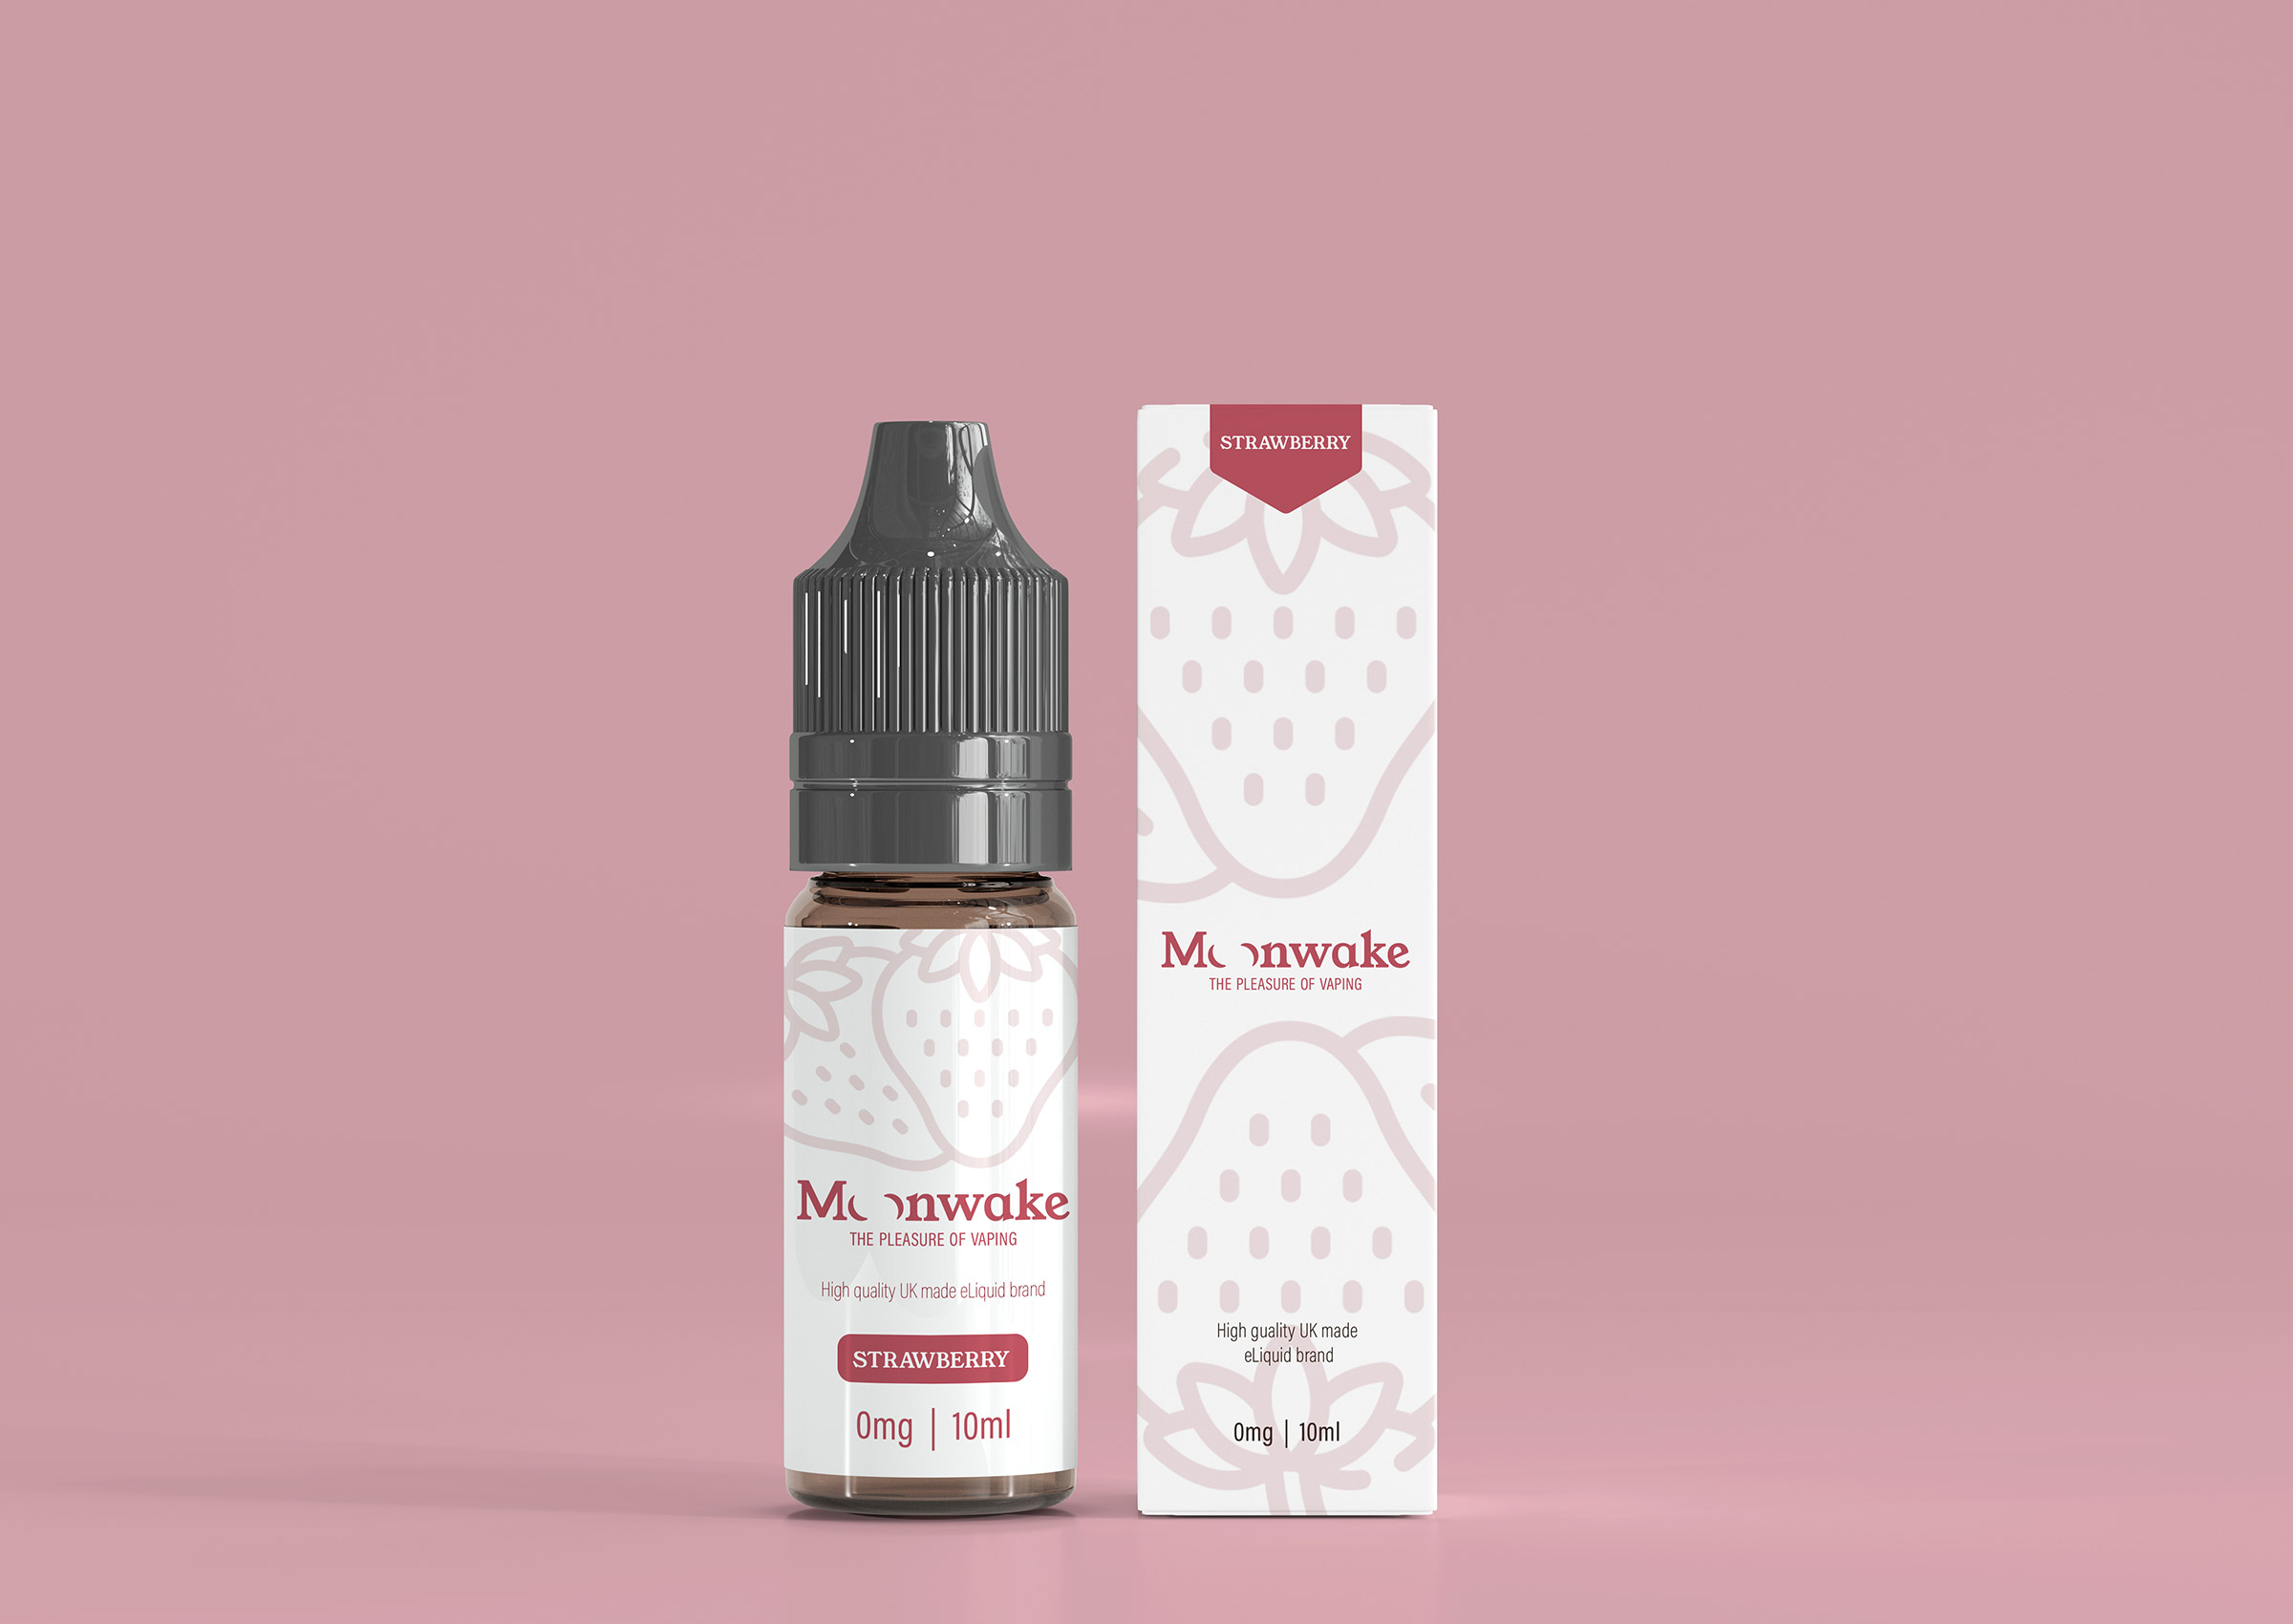 Moonwake
THE PLEASURE OF VAPING
High quality UK made eLiquid brand
STRAWBERRY
0mg | 10ml
STRAWBERRY
Moonwake
THE PLEASURE OF VAPING
High guality UK made
eLiquid brand
0mg | 10ml